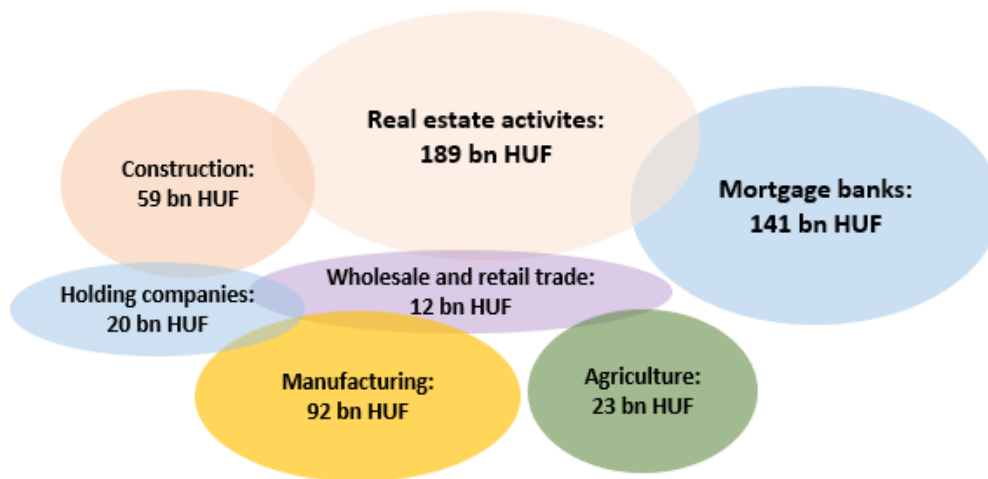 Real estate activites:
189 bn HUF
Construction:
59 bn HUF
Mortgage banks:
141 bn HUF
Holding companies:
20 bn HUF
Wholesale and retail trade:
12 bn HUF
Manufacturing:
92 bn HUF
Agriculture:
23 bn HUF